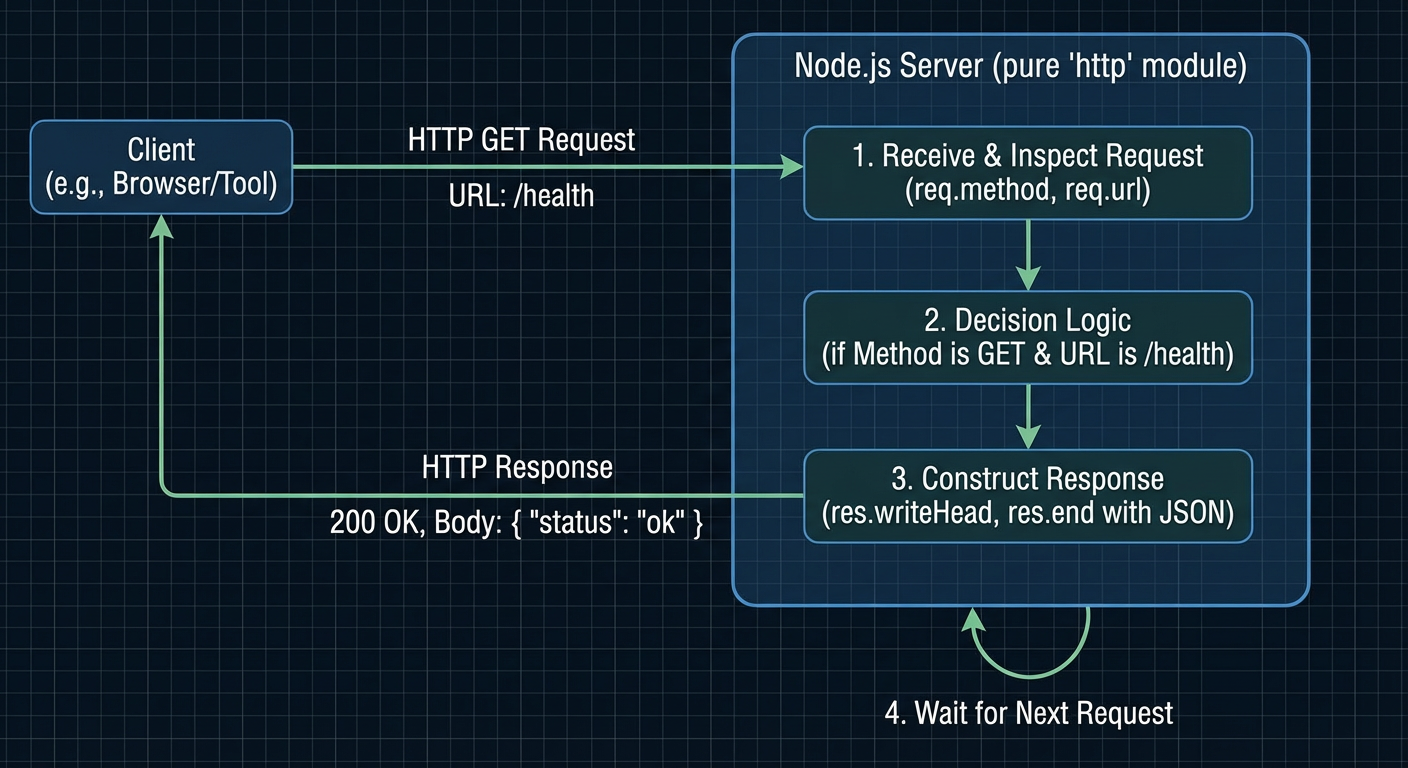 Node.js Server (pure 'http' module)
Client
(e.g., Browser/Tool)
HTTP GET Request
URL: /health
1. Receive & Inspect Request
(req.method, req.url)
2. Decision Logic
(if Method is GET & URL is /health)
3. Construct Response
(res.writeHead, res.end with JSON)
HTTP Response
200 OK, Body: { "status": "ok" }
4. Wait for Next Request